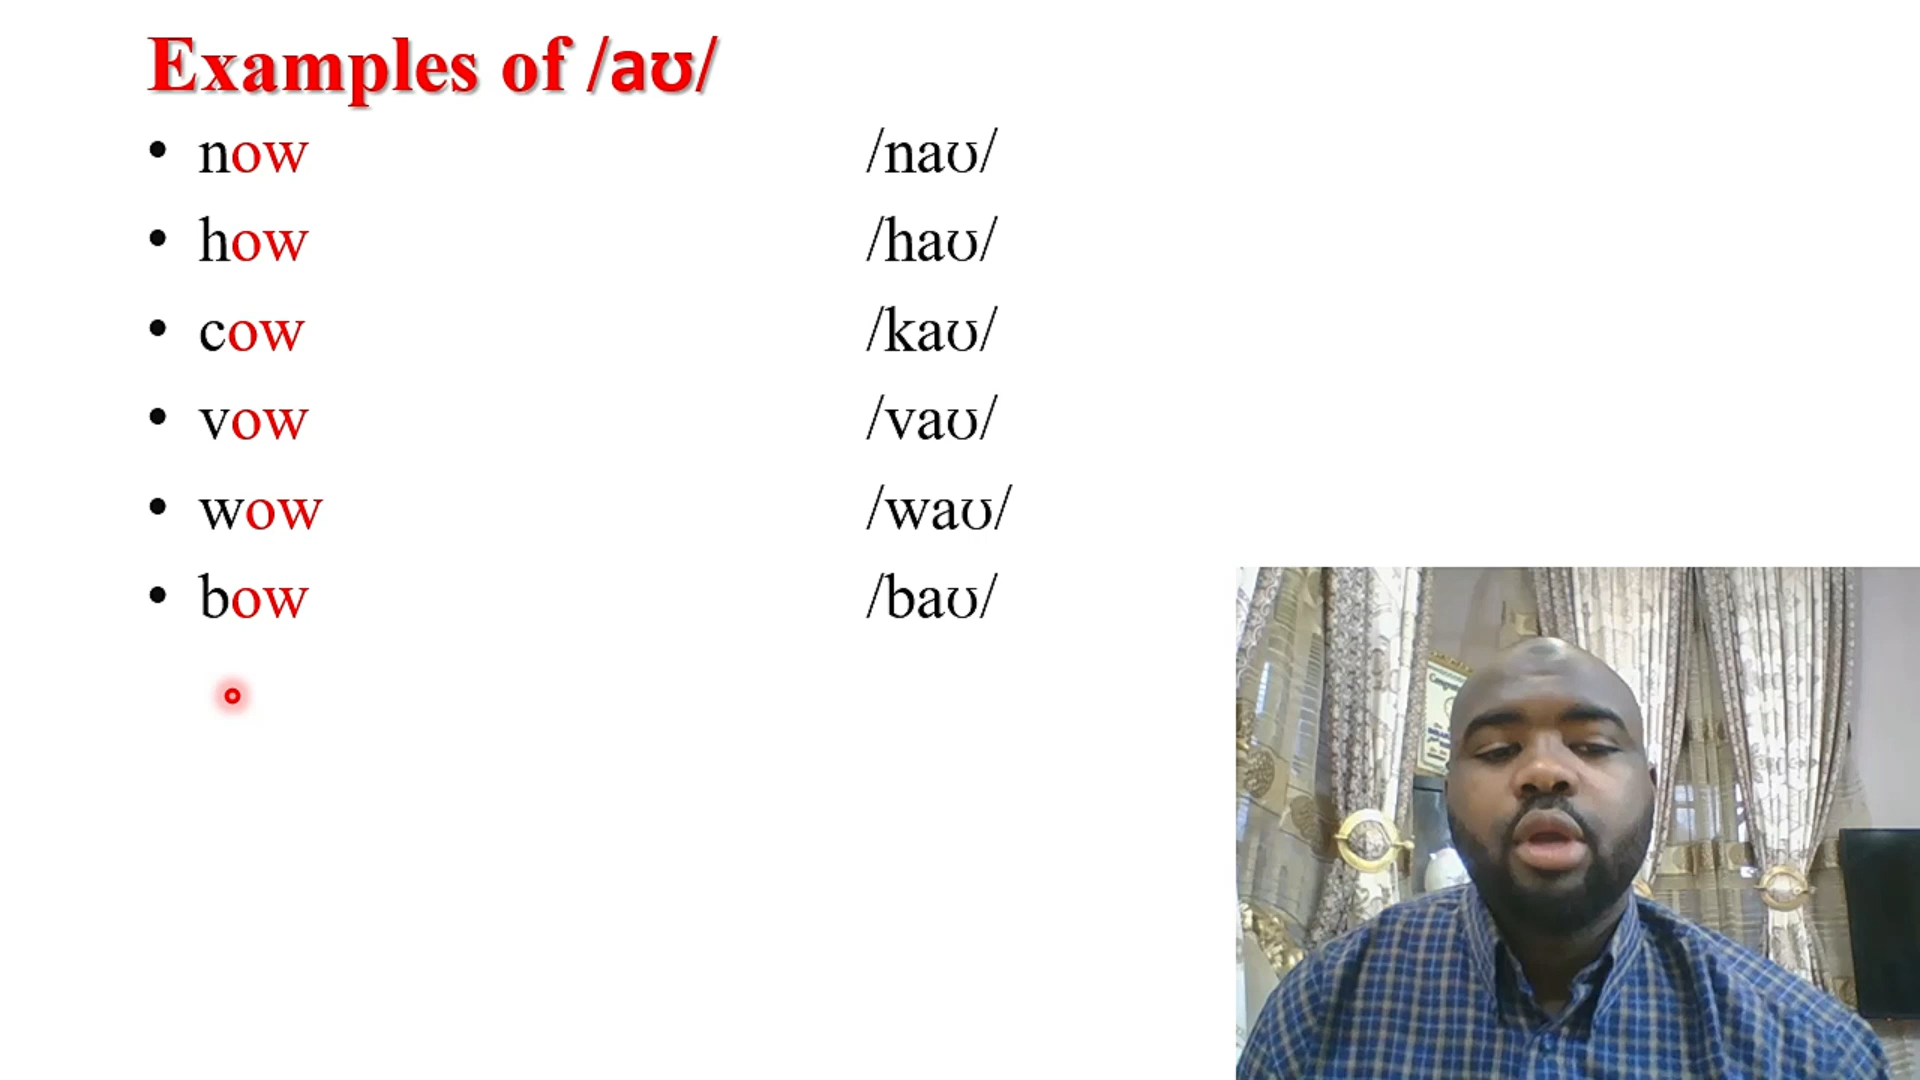 Examples of /aʊ/
• now /naʊ/
• how /haʊ/
• cow /kaʊ/
• vow /vaʊ/
• wow /waʊ/
• bow /baʊ/